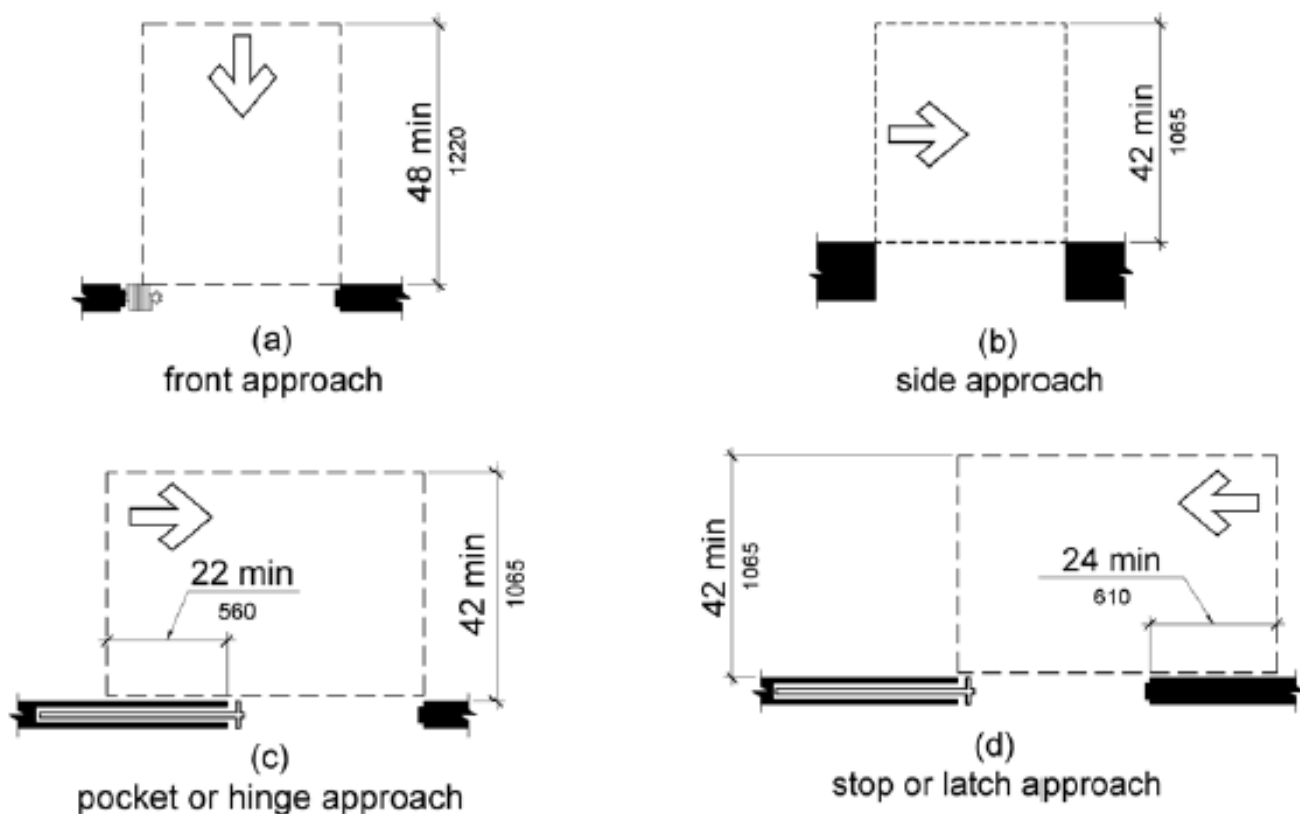 48 min
1220
(a)
front approach
42 min
1065
(b)
side approach
22 min
560
42 min
1065
(c)
pocket or hinge approach
42 min
1065
24 min
610
(d)
stop or latch approach